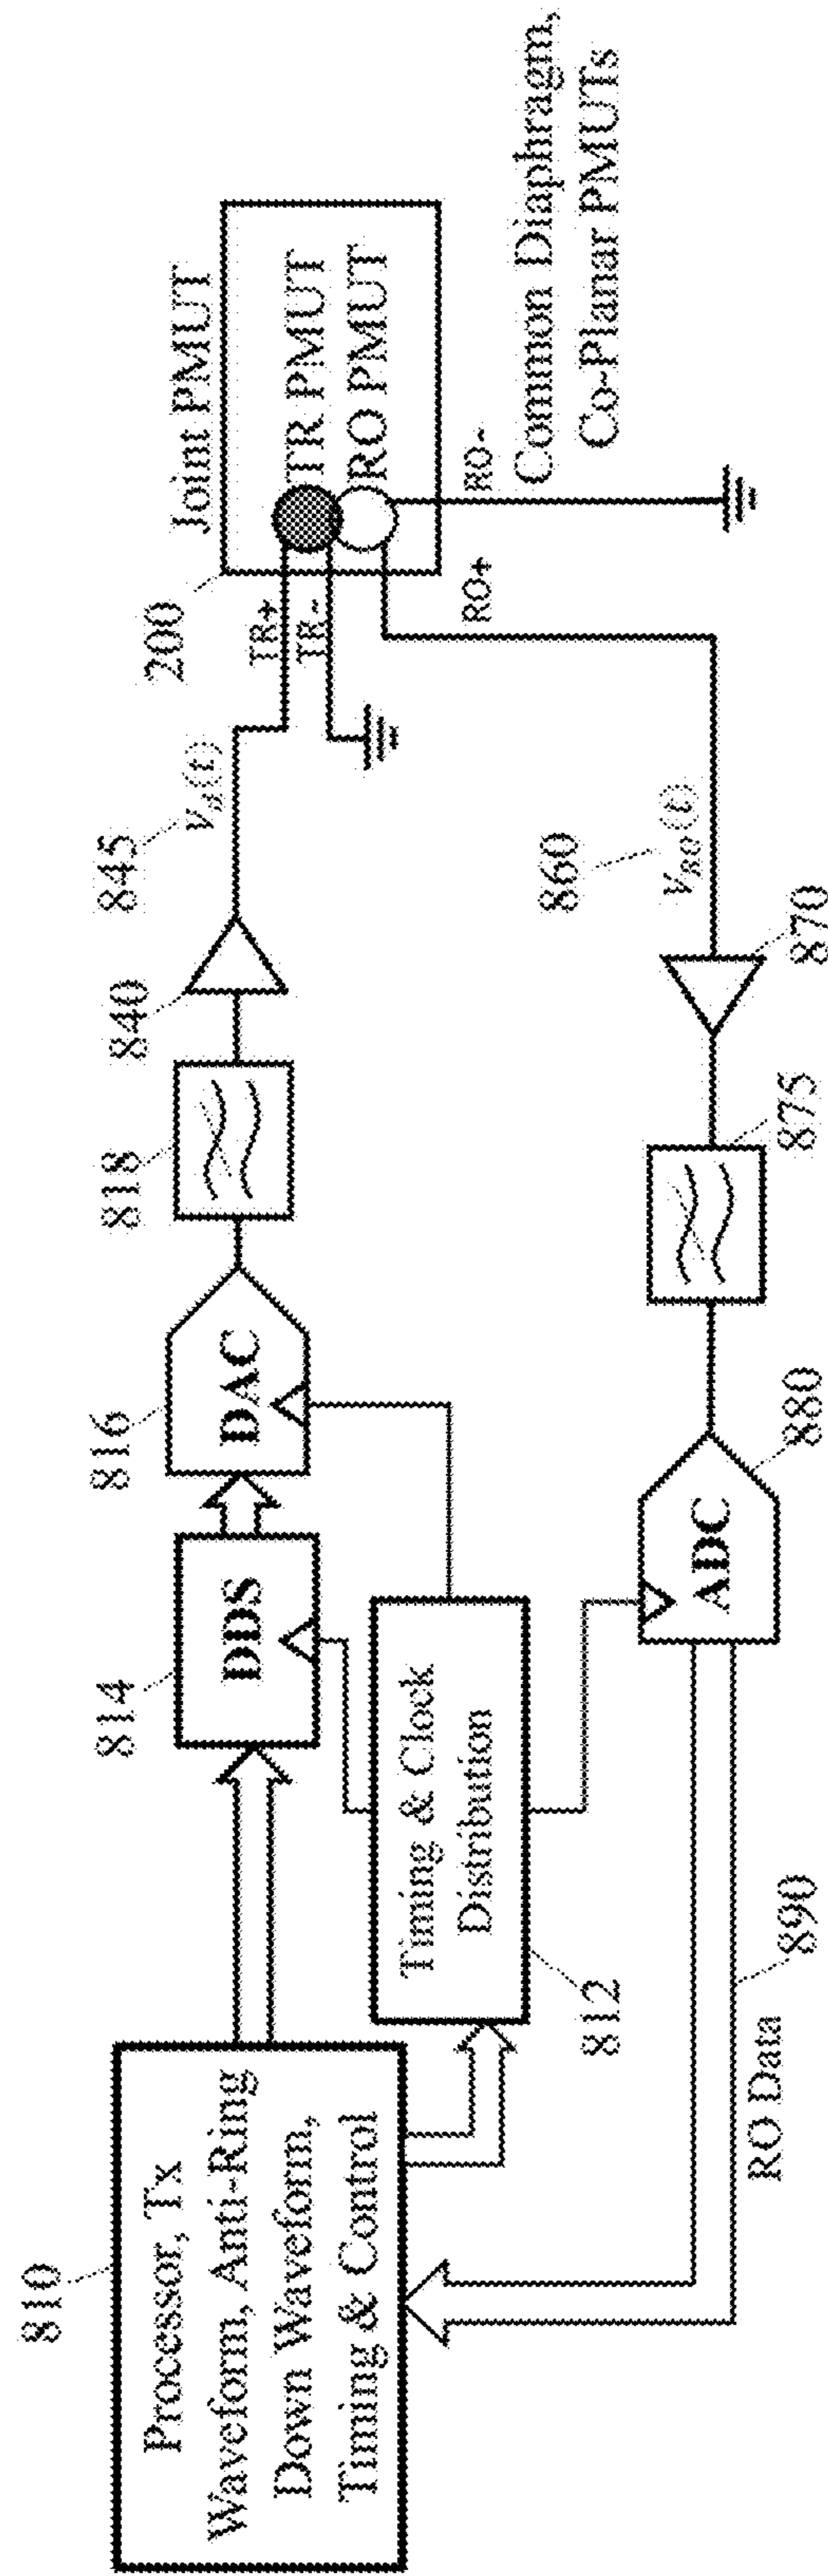 810
Processor, Tx
Waveform, Anti-Ring
Down Waveform,
Timing & Control
814
DDS
816
DAC
818
840
845
V_d(t)
200
Joint PMUT
TR+
TR-
TR PMUT
RO PMUT
RO+
RO-
Common Diaphragm,
Co-Planar PMUTs
Timing & Clock
Distribution
812
860
V_RO(t)
870
875
880
ADC
890
RO Data